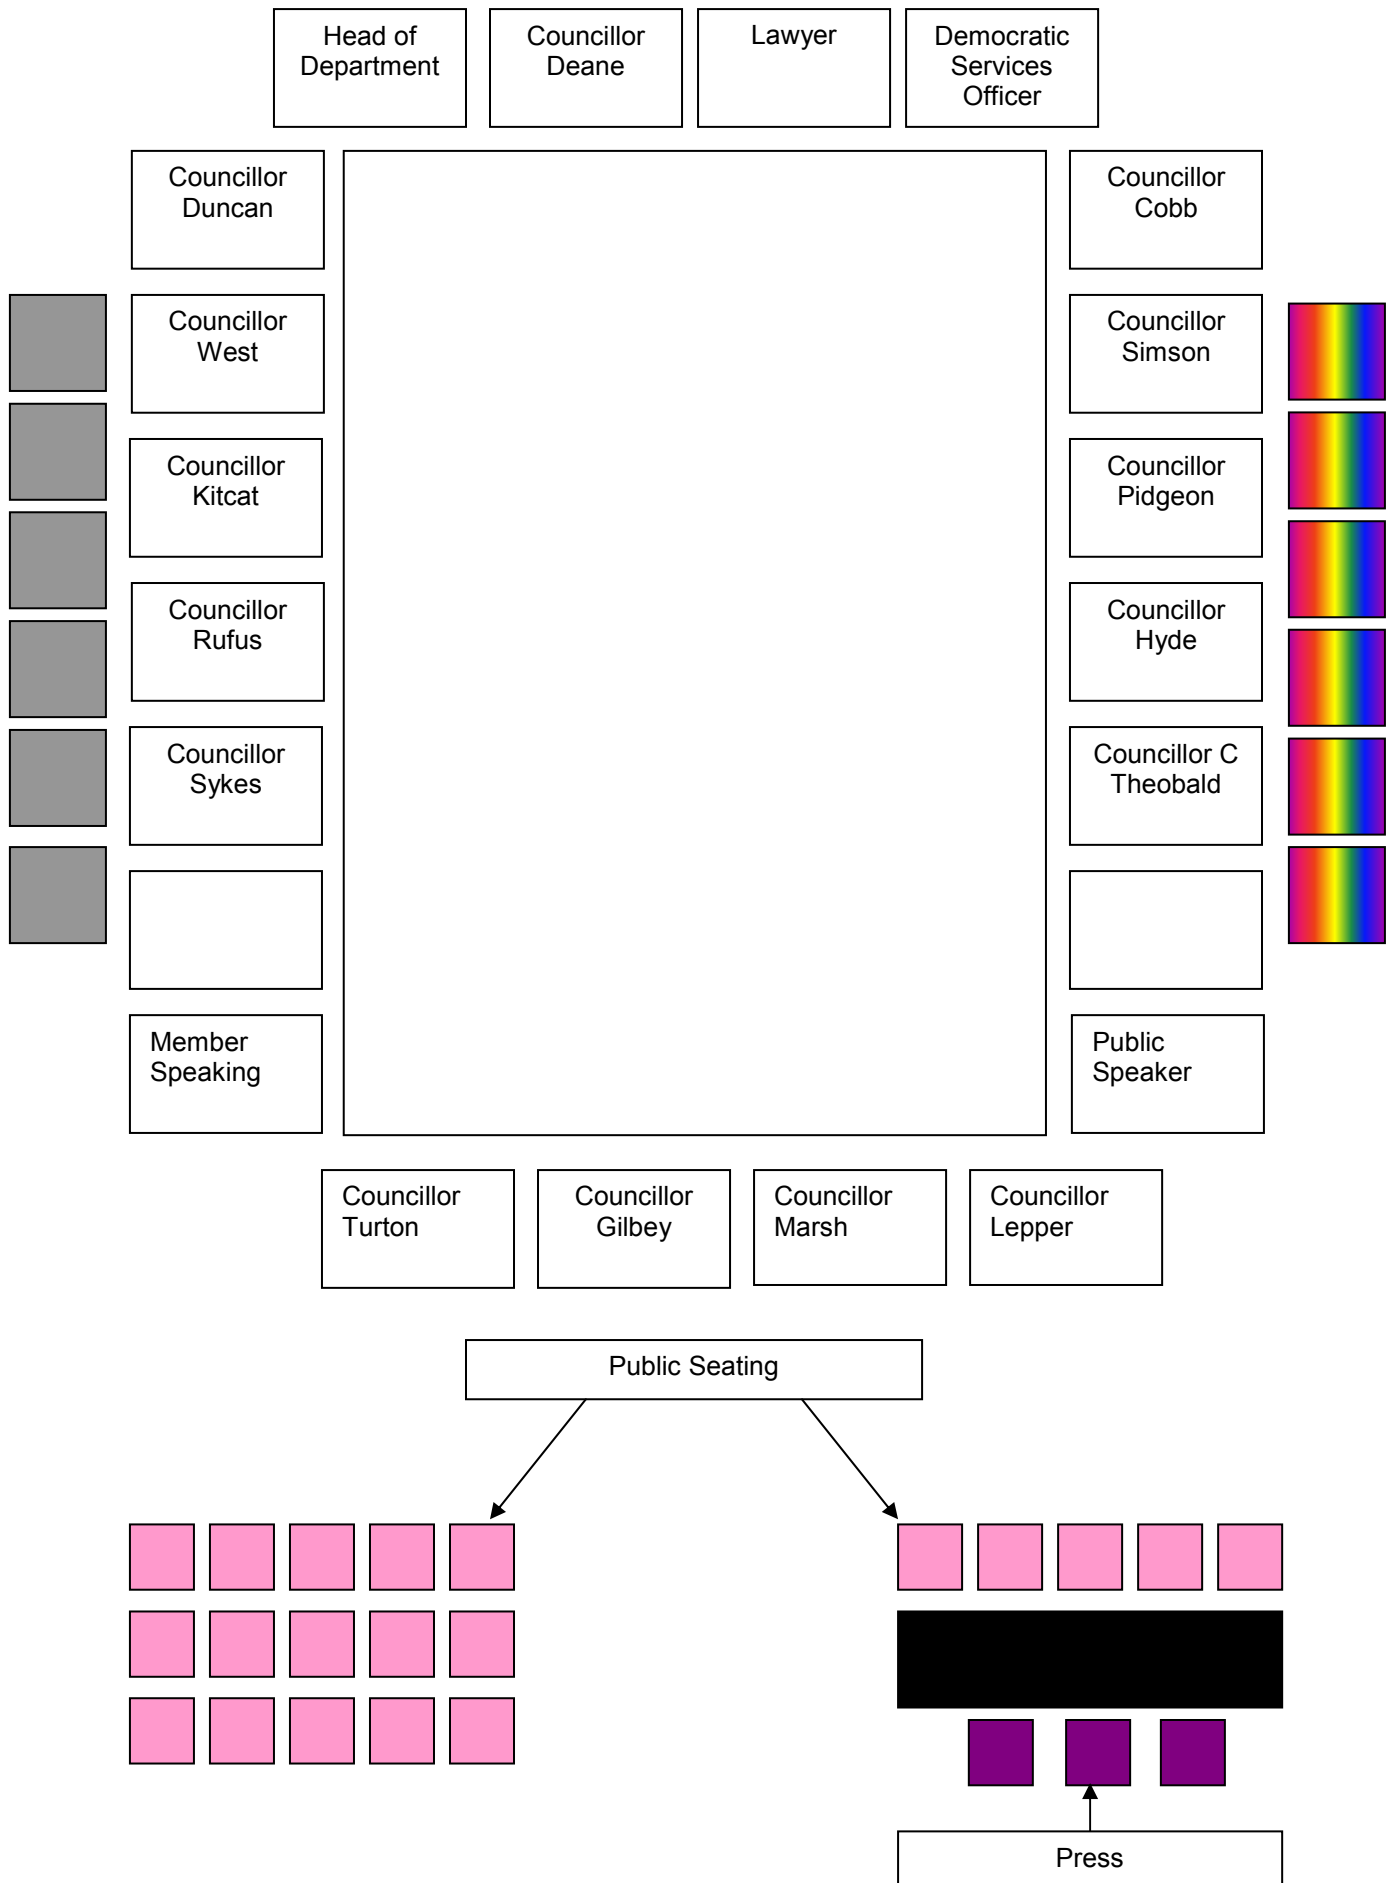 Head of
Department
Councillor
Deane
Lawyer
Democratic
Services
Officer
Councillor
Duncan
Councillor
Cobb
Councillor
West
Councillor
Simson
Councillor
Kitcat
Councillor
Pidgeon
Councillor
Rufus
Councillor
Hyde
Councillor
Sykes
Councillor C
Theobald
Member
Speaking
Public
Speaker
Councillor
Turton
Councillor
Gilbey
Councillor
Marsh
Councillor
Lepper
Public Seating
Press